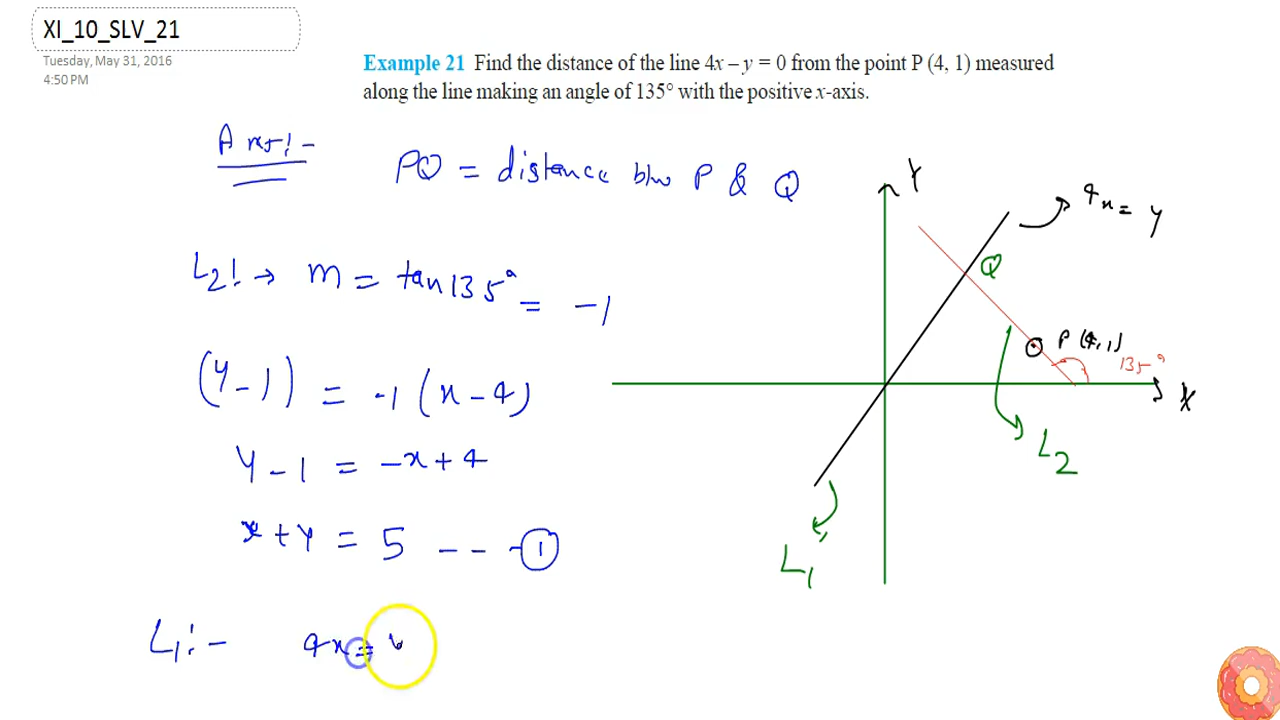 XI_10_SLV_21
Tuesday, May 31, 2016
4:50 PM
Example 21 Find the distance of the line 4x – y = 0 from the point P (4, 1) measured
along the line making an angle of 135° with the positive x-axis.
Ans!-
PQ = distance b/w P & Q
L2! → m = tan 135° = -1
(y-1) = -1 (x-4)
y-1 = -x+4
x+y = 5 --- ①
L1:- 4x =
Y
4x = y
Q
P (4,1)
135°
X
L2
L1